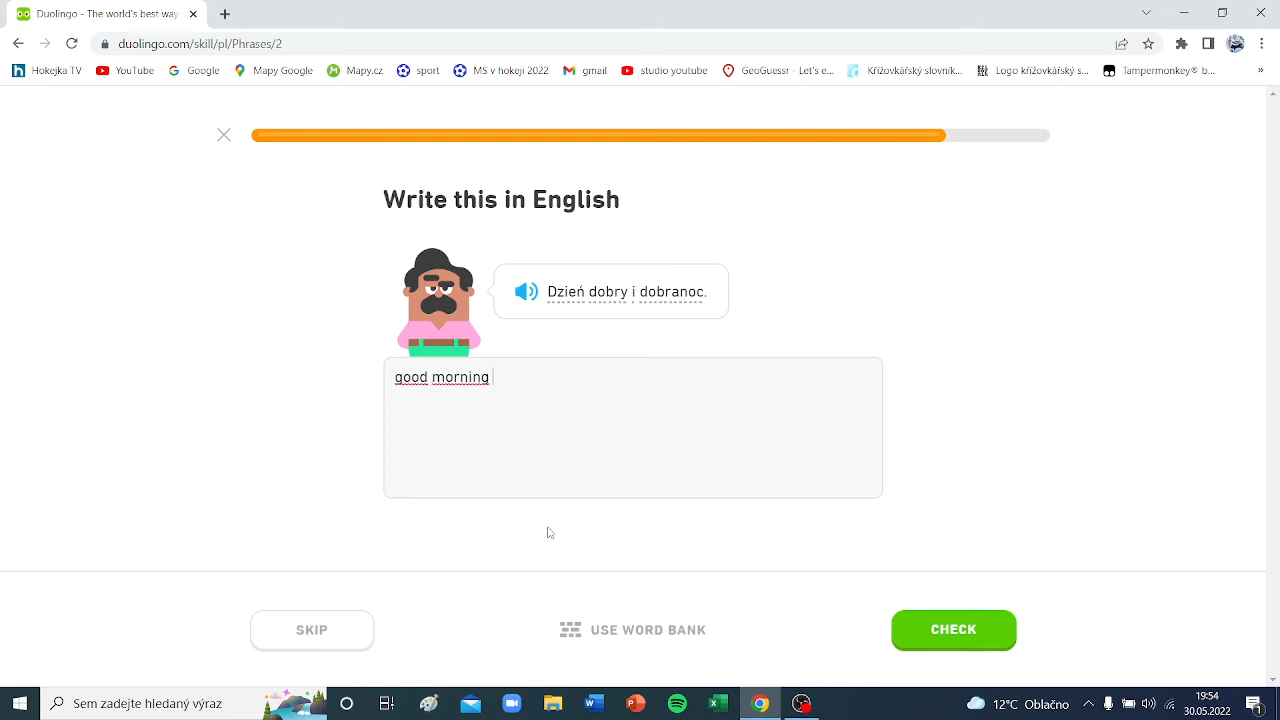 Duolingo - The world's best way
duolingo.com/skill/pl/Phrases/2
Hokejka TV YouTube Google Mapy Google Mapy.cz sport MS v hokeji 2022 gmail studio youtube GeoGuessr - Let's e... Křížovkářský slovník... Logo křížovkářský s... Tampermonkey® b... »
Write this in English
Dzień dobry i dobranoc.
good morning
SKIP
USE WORD BANK
CHECK
Sem zadejte hledaný výraz
12°C Oblačno
19:54
30.05.2022